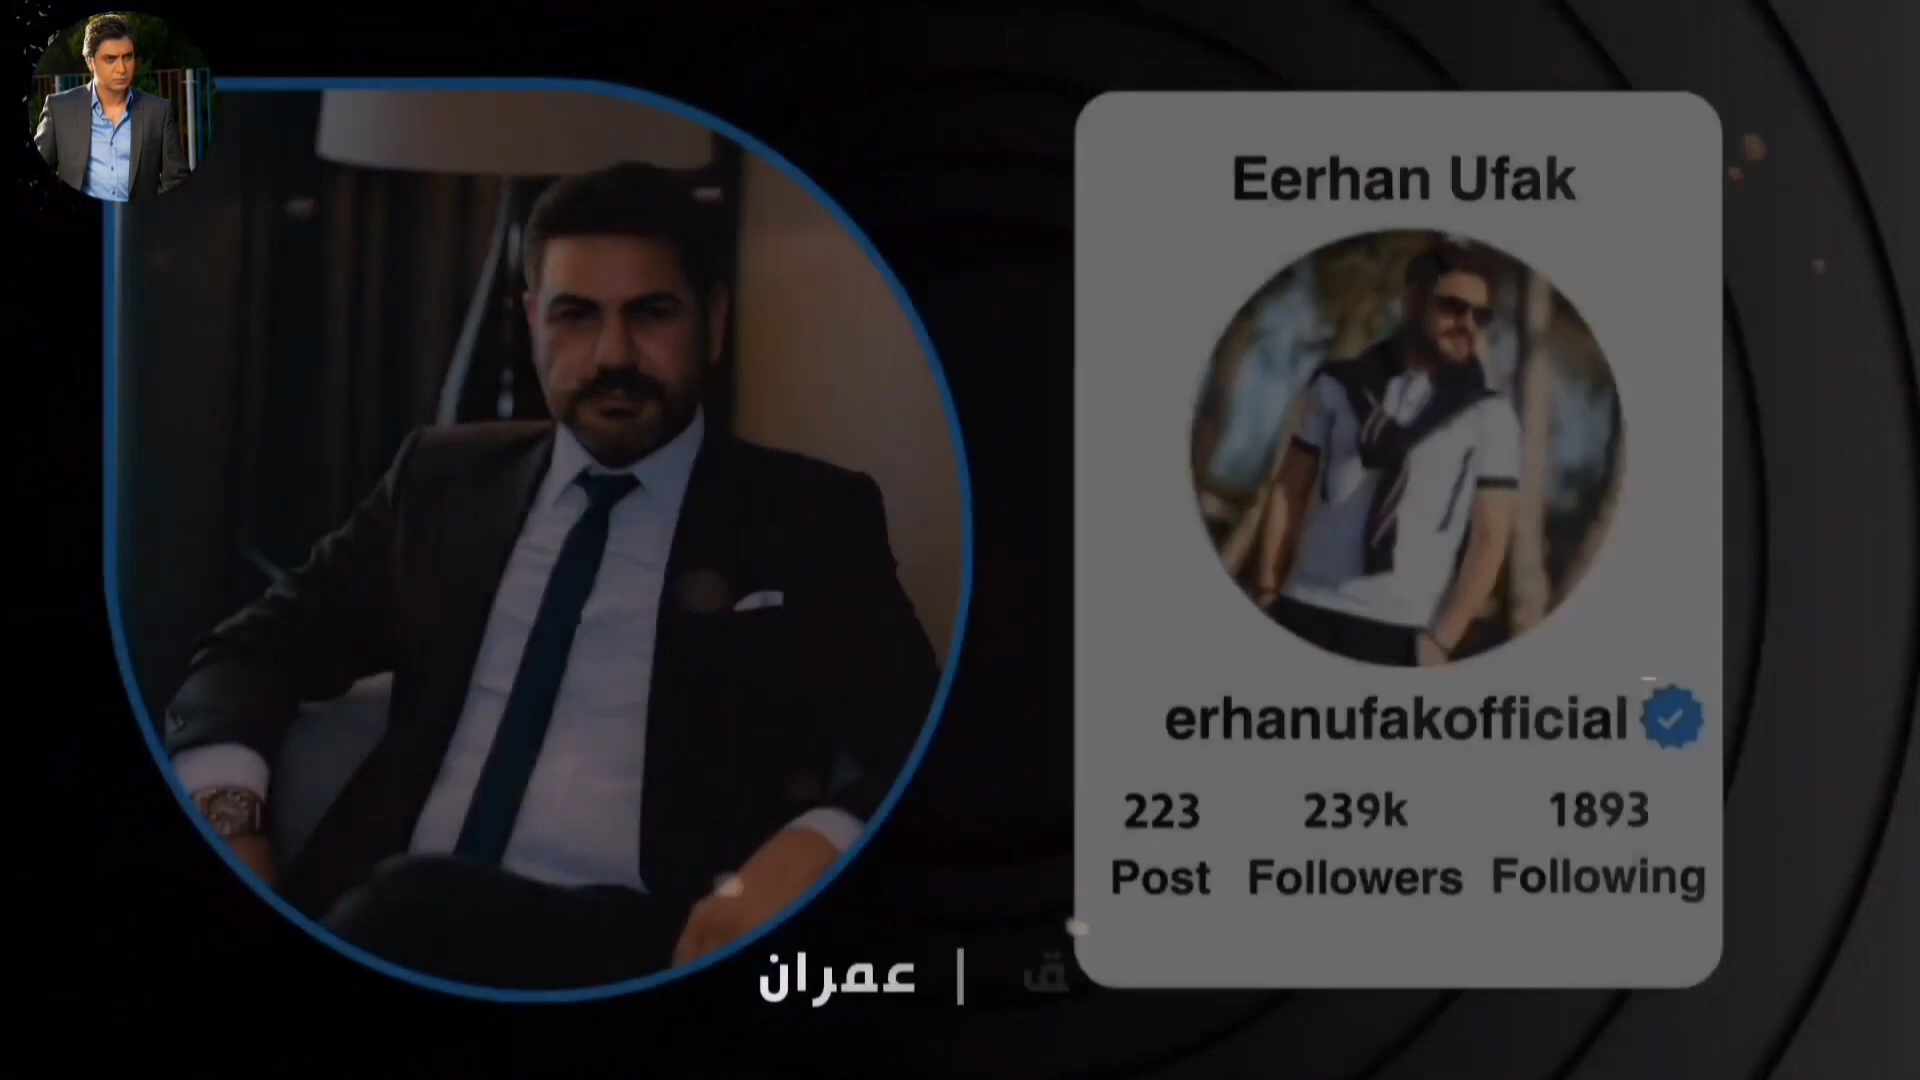 Eerhan Ufak
erhanufakofficial
223 239k 1893
Post Followers Following
عمران |